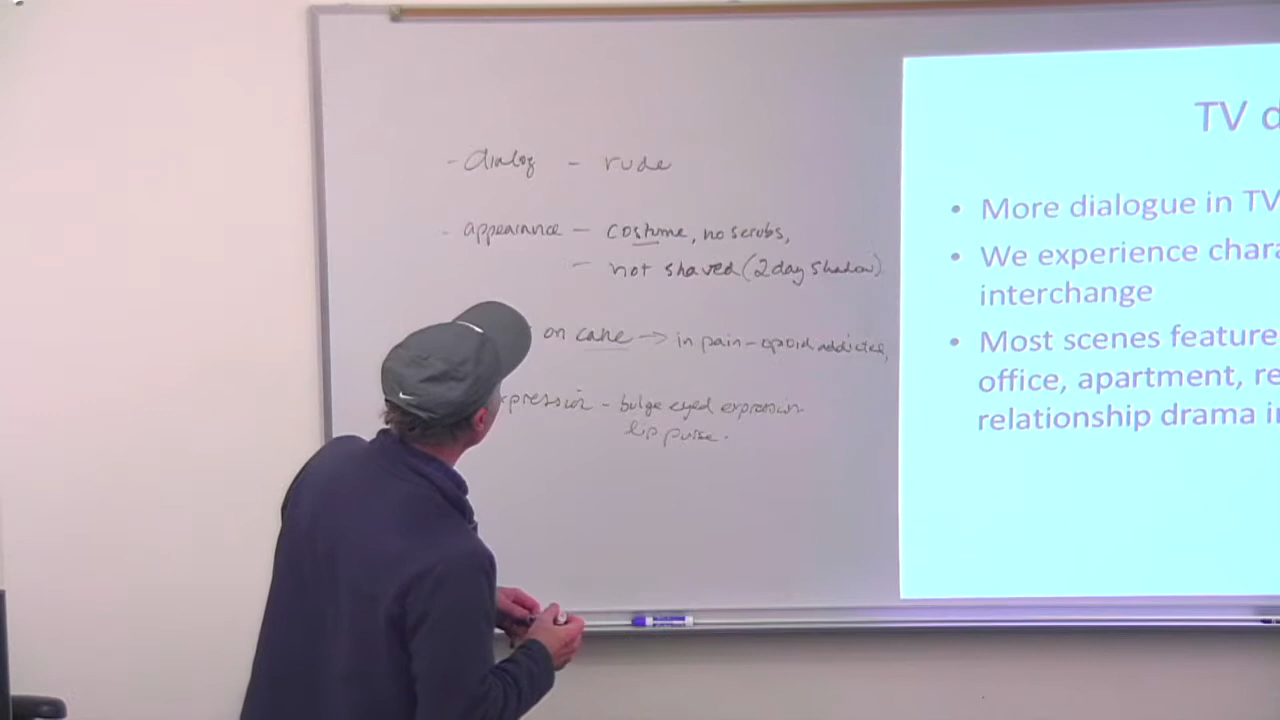 - dialog - rude
- appearance - costume, no scrubs,
- not shaved (2 day shadow)
on cane → in pain - opoid addicted,
pression - bulge eyed expression
lip purse.
TV d
• More dialogue in TV
• We experience chara
interchange
• Most scenes feature
office, apartment, re
relationship drama i